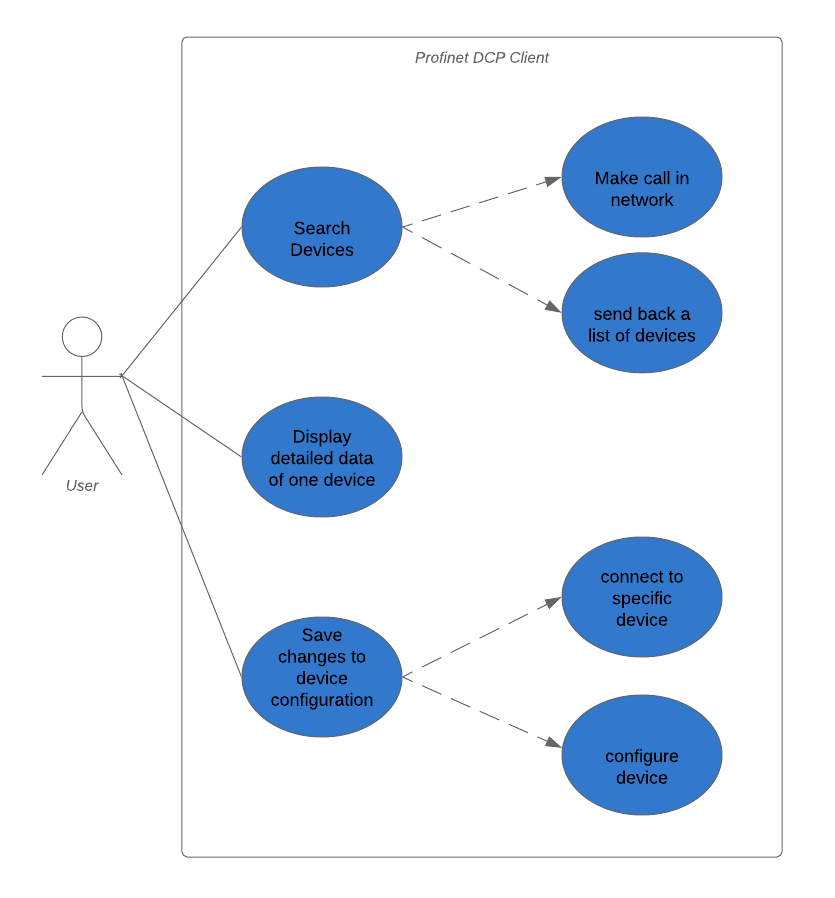 Profinet DCP Client
Make call in
network
Search
Devices
send back a
list of devices
Display
detailed data
of one device
User
connect to
specific
device
Save
changes to
device
configuration
configure
device